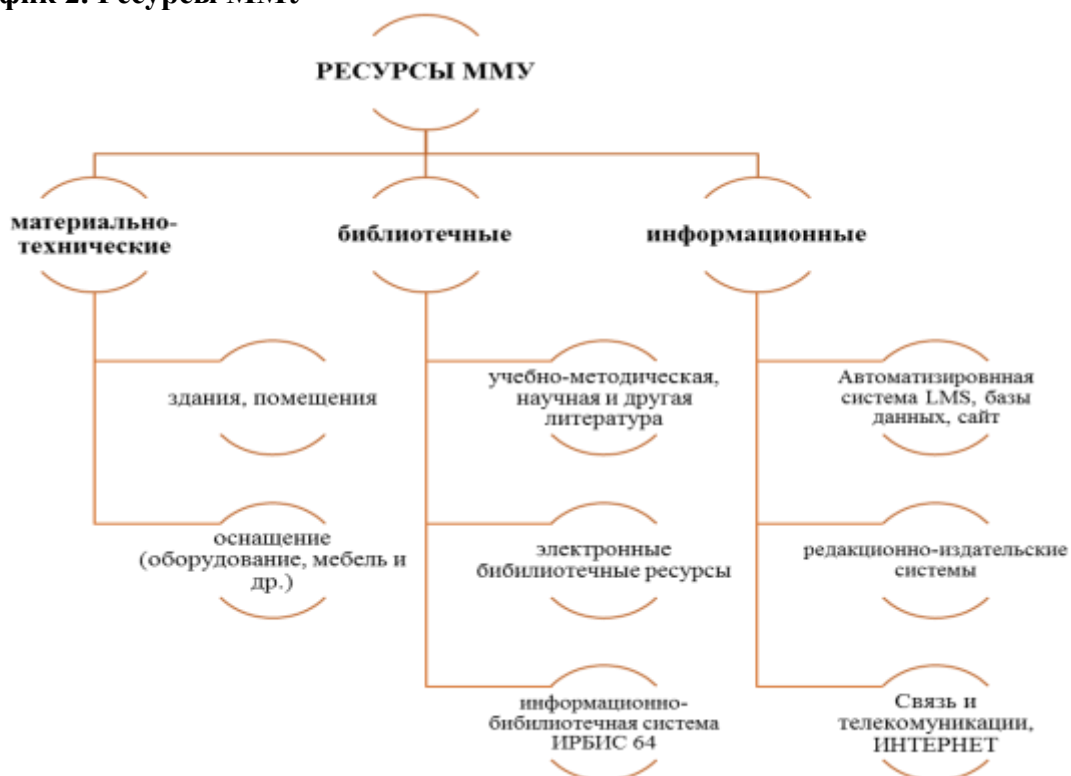 РЕСУРСЫ ММУ
материально-
технические
библиотечные
информационные
здания, помещения
оснащение
(оборудование, мебель и
др.)
учебно-методическая,
научная и другая
литература
электронные
бибилиотечные ресурсы
информационно-
бибилиотечная система
ИРБИС 64
Автоматизировнная
система LMS, базы
данных, сайт
редакционно-издательские
системы
Связь и
телекомуникации,
ИНТЕРНЕТ